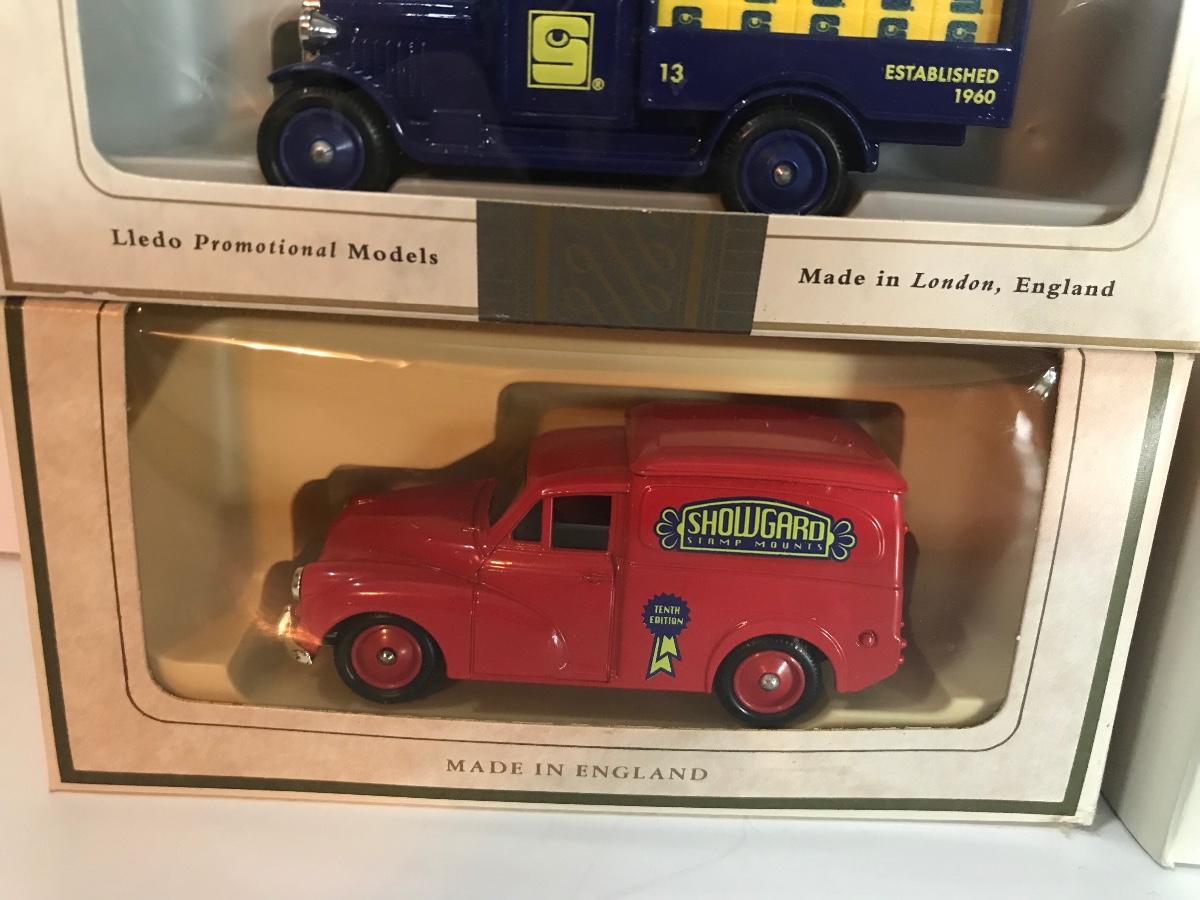 S
®
13
ESTABLISHED
1960
Lledo Promotional Models
Made in London, England
SHOWGARD
STAMP MOUNTS
TENTH
EDITION
MADE IN ENGLAND